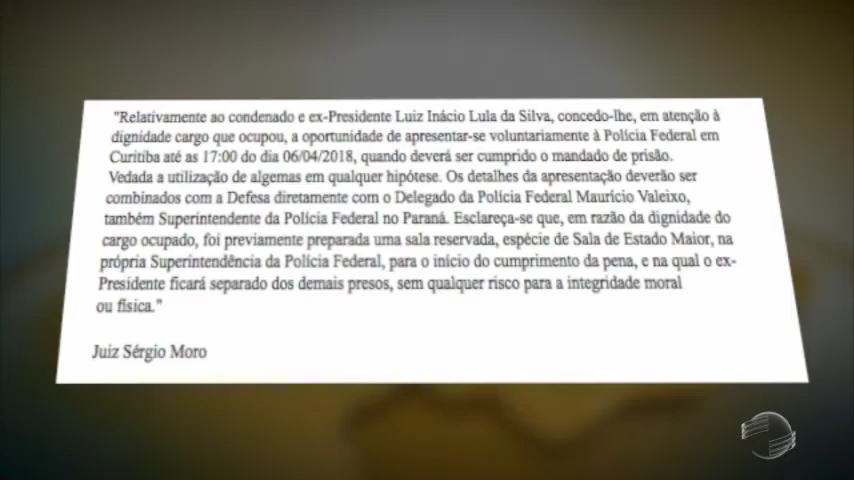 "Relativamente ao condenado e ex-Presidente Luiz Inácio Lula da Silva, concedo-lhe, em atenção à
dignidade cargo que ocupou, a oportunidade de apresentar-se voluntariamente à Polícia Federal em
Curitiba até as 17:00 do dia 06/04/2018, quando deverá ser cumprido o mandado de prisão.
Vedada a utilização de algemas em qualquer hipótese. Os detalhes da apresentação deverão ser
combinados com a Defesa diretamente com o Delegado da Polícia Federal Maurício Valeixo,
também Superintendente da Polícia Federal no Paraná. Esclareça-se que, em razão da dignidade do
cargo ocupado, foi previamente preparada uma sala reservada, espécie de Sala de Estado Maior, na
própria Superintendência da Polícia Federal, para o início do cumprimento da pena, e na qual o ex-
Presidente ficará separado dos demais presos, sem qualquer risco para a integridade moral
ou física."
Juiz Sérgio Moro